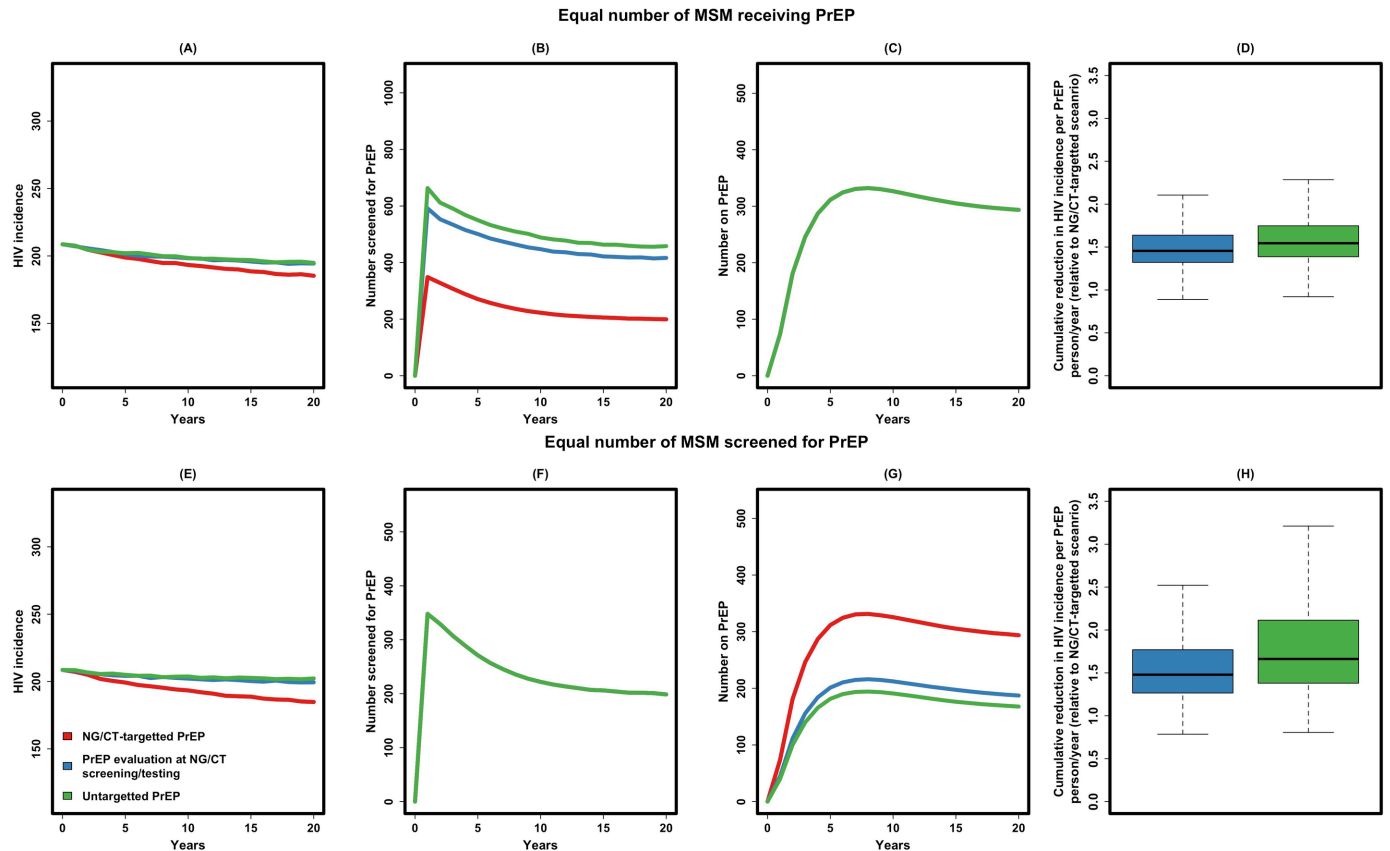 Equal number of MSM receiving PrEP
(A)
HIV incidence
150
200
250
300
0 5 10 15 20
Years
(B)
Number screened for PrEP
0
200
400
600
800
1000
0 5 10 15 20
Years
(C)
Number on PrEP
0
100
200
300
400
500
0 5 10 15 20
Years
(D)
Cumulative reduction in HIV incidence per PrEP
person/year (relative to NG/CT-targetted sceanrio)
0.0
0.5
1.0
1.5
2.0
2.5
3.0
3.5
Equal number of MSM screened for PrEP
(E)
HIV incidence
150
200
250
300
0 5 10 15 20
Years
NG/CT-targetted PrEP
PrEP evaluation at NG/CT
screening/testing
Untargetted PrEP
(F)
Number screened for PrEP
0
100
200
300
400
500
0 5 10 15 20
Years
(G)
Number on PrEP
0
100
200
300
400
500
0 5 10 15 20
Years
(H)
Cumulative reduction in HIV incidence per PrEP
person/year (relative to NG/CT-targetted sceanrio)
0.0
0.5
1.0
1.5
2.0
2.5
3.0
3.5